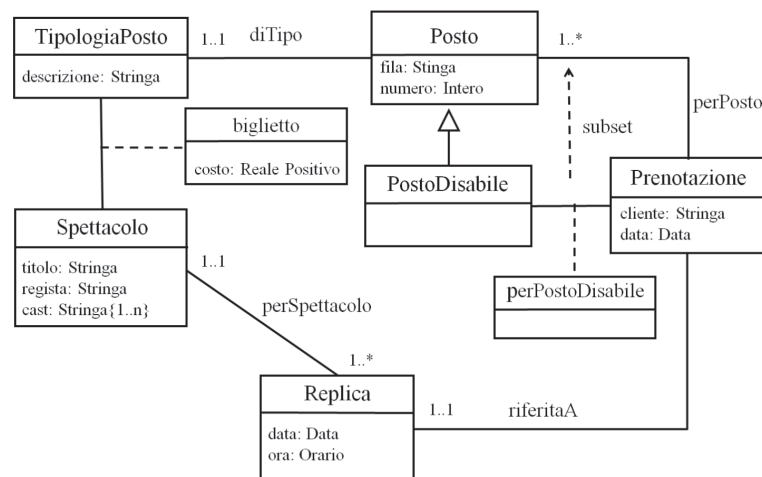 TipologiaPosto
descrizione: Stringa
1..1
diTipo
Posto
fila: Stinga
numero: Intero
1..*
biglietto
costo: Reale Positivo
subset
perPosto
PostoDisabile
Prenotazione
cliente: Stringa
data: Data
Spettacolo
titolo: Stringa
regista: Stringa
cast: Stringa{1..n}
1..1
perSpettacolo
1..*
perPostoDisabile
Replica
data: Data
ora: Orario
1..1
riferitaA